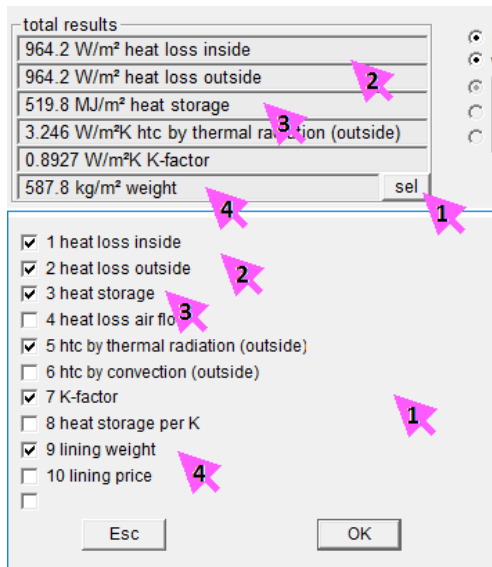 total results
964.2 W/m² heat loss inside
964.2 W/m² heat loss outside
2
519.8 MJ/m² heat storage
3
3.246 W/m²K htc by thermal (outside)
0.8927 W/m²K K-factor
587.8 kg/m² weight
sel
4
1
1 heat loss inside
2 heat loss outside
2
3 heat storage
3
4 heat loss air
5 htc by thermal radiation (outside)
6 htc by convection (outside)
7 K-factor
1
8 heat storage per K
9 lining weight
4
10 lining price
Esc
OK